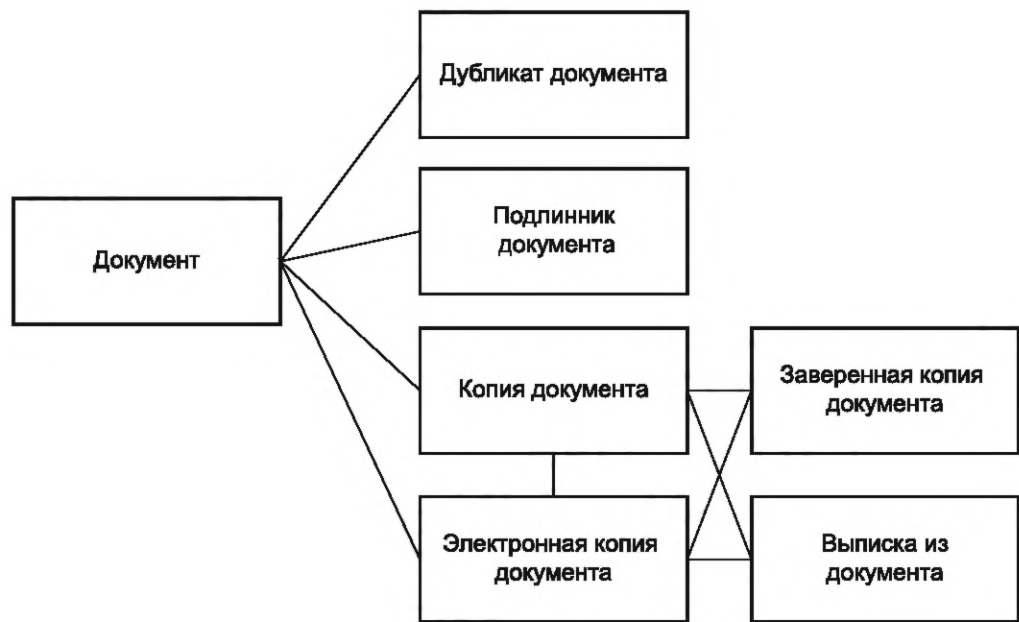 Дубликат документа
Подлинник
документа
Документ
Копия документа
Заверенная копия
документа
Электронная копия
документа
Выписка из
документа